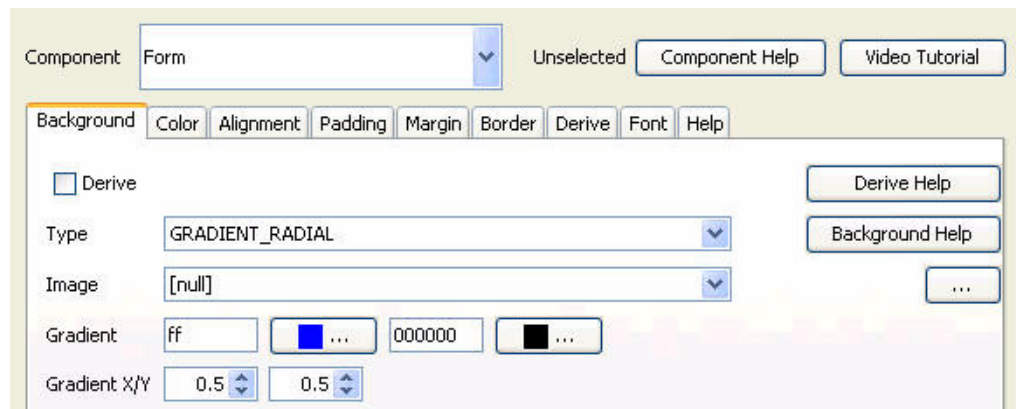 Component Form Unselected Component Help Video Tutorial
Background Color Alignment Padding Margin Border Derive Font Help
Derive Derive Help
Type GRADIENT_RADIAL Background Help
Image [null] ...
Gradient ff ... 000000 ...
Gradient X/Y 0.5 0.5